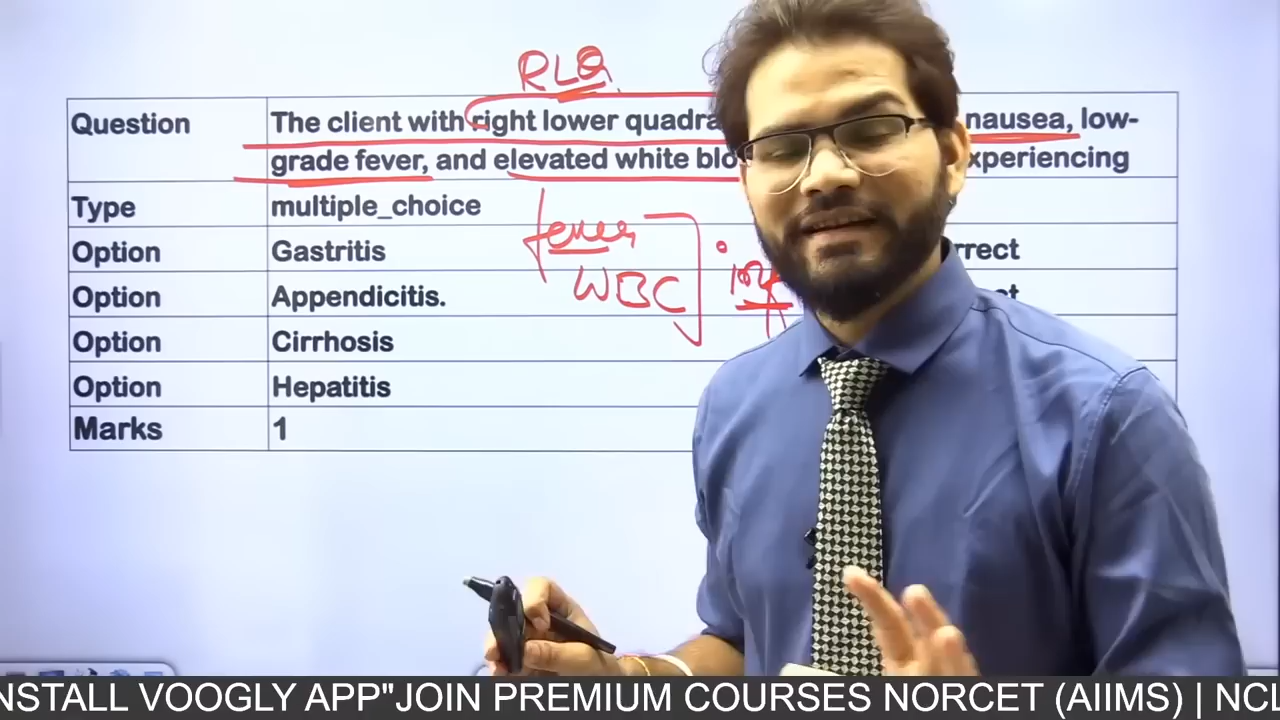 RLQ
Question
The client with right lower quadra nausea, low-
grade fever, and elevated white blo xperiencing
Type multiple_choice
fever
Option Gastritis rrect
WBC
Option Appendicitis.
Option Cirrhosis
Option Hepatitis
Marks 1
NSTALL VOOGLY APP"JOIN PREMIUM COURSES NORCET (AIIMS) | NCL